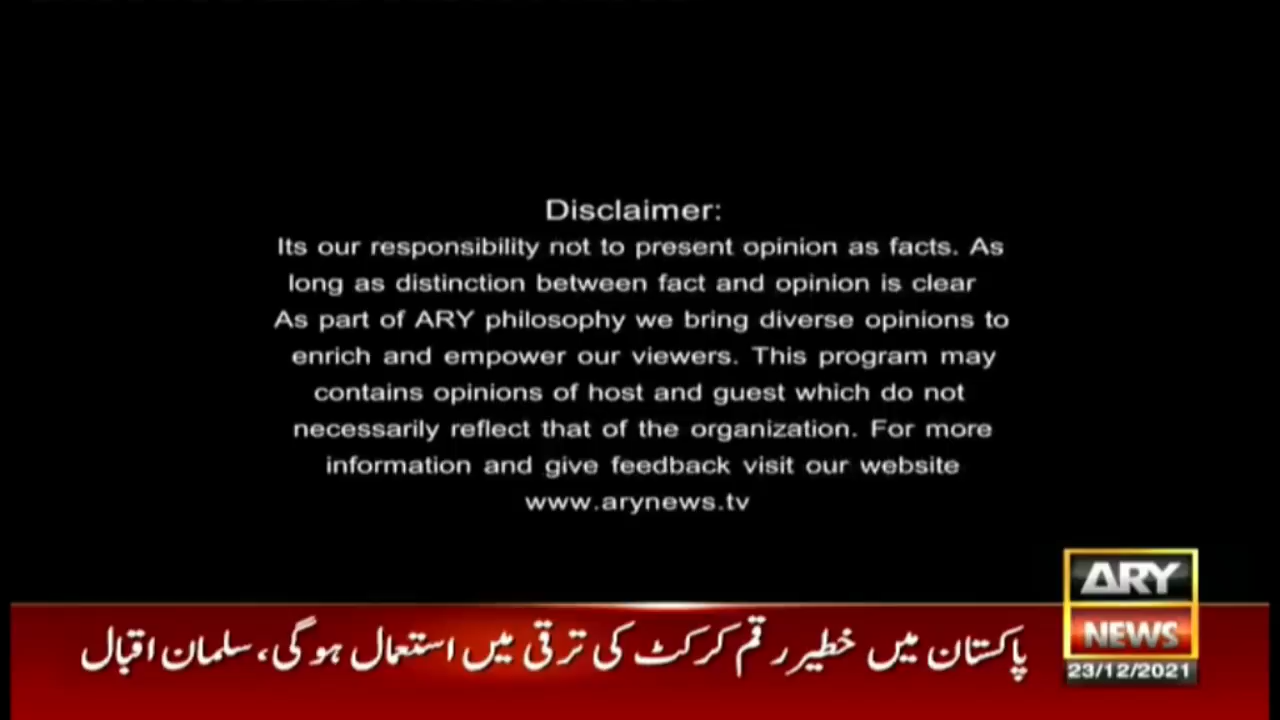 Disclaimer:
Its our responsibility not to present opinion as facts. As
long as distinction between fact and opinion is clear
As part of ARY philosophy we bring diverse opinions to
enrich and empower our viewers. This program may
contains opinions of host and guest which do not
necessarily reflect that of the organization. For more
information and give feedback visit our website
www.arynews.tv
ARY
NEWS
23/12/2021
پاکستان میں خطیر رقم کرکٹ کی ترقی میں استعمال ہوگی، سلمان اقبال